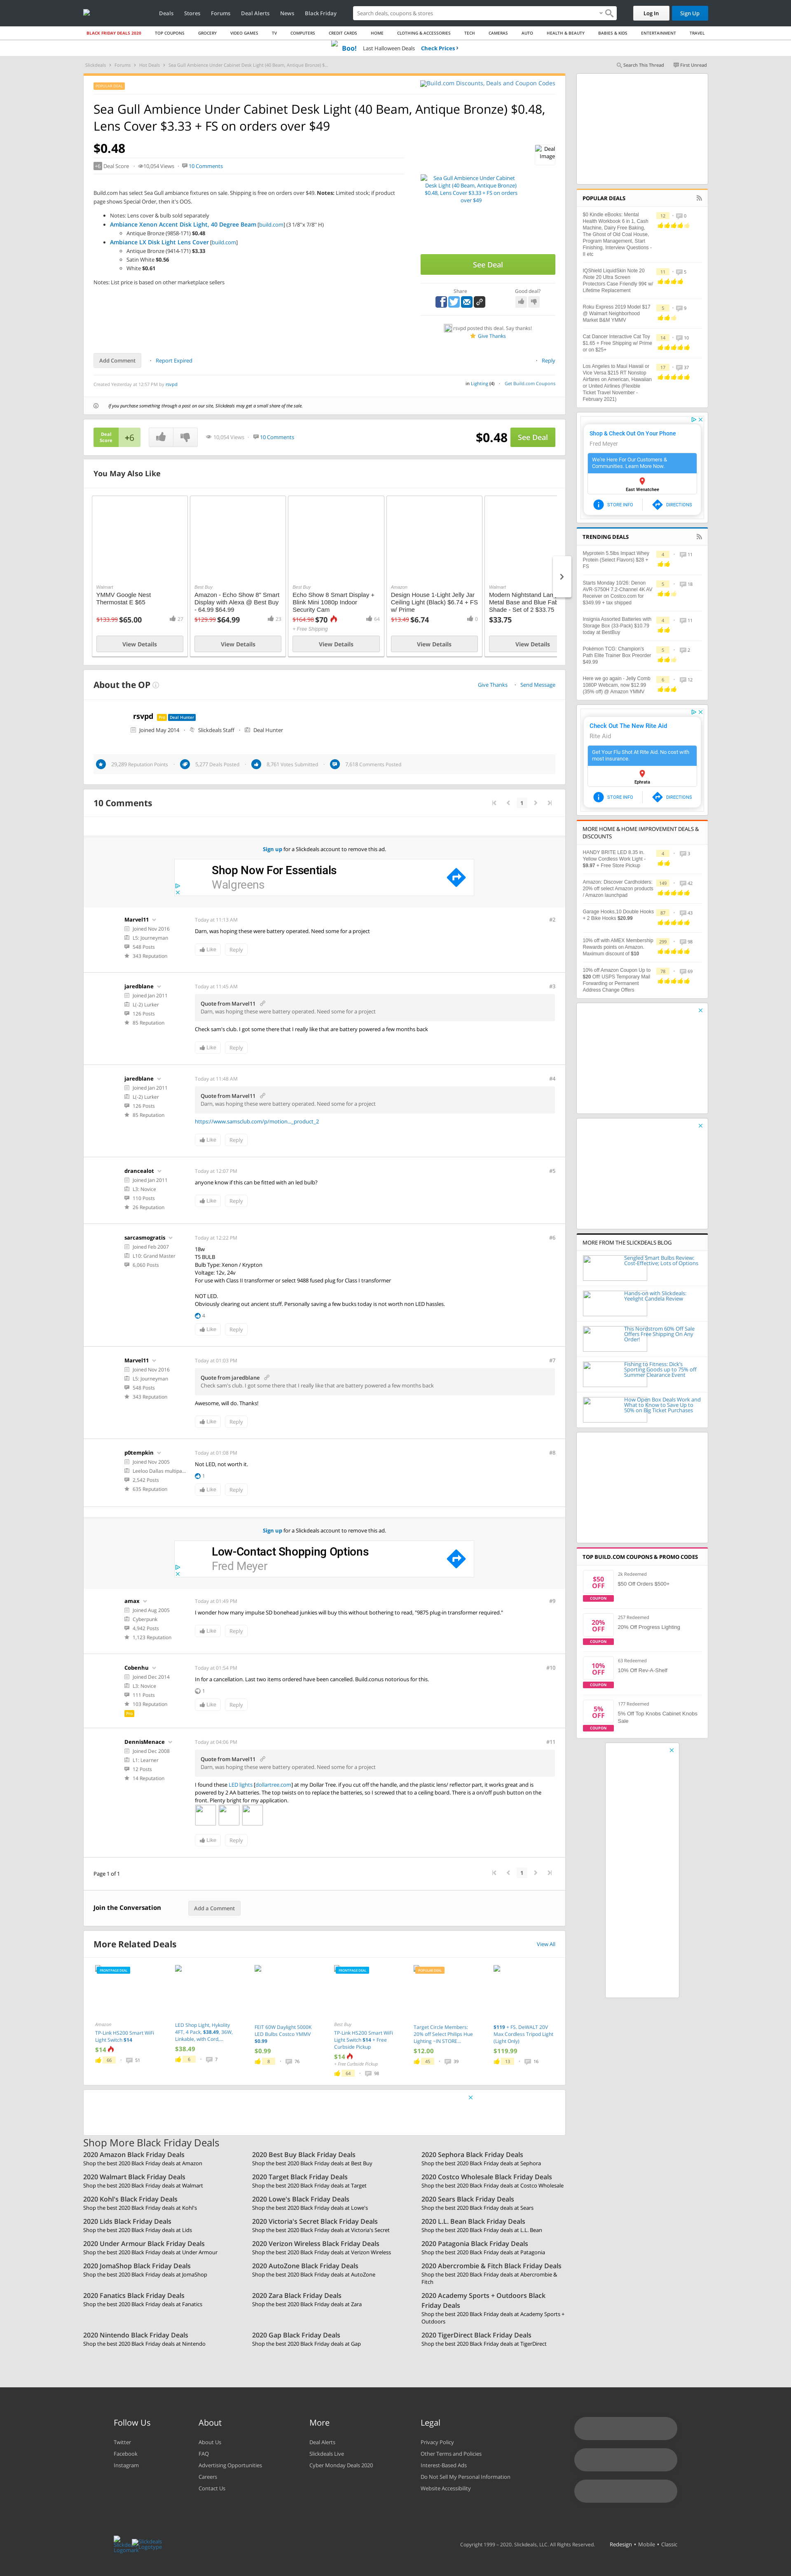 Deals Stores Forums Deal Alerts News Black Friday Search deals, coupons & stores Log In Sign Up
BLACK FRIDAY DEALS 2020 TOP COUPONS GROCERY VIDEO GAMES TV COMPUTERS CREDIT CARDS HOME CLOTHING & ACCESSORIES TECH CAMERAS AUTO HEALTH & BEAUTY BABIES & KIDS ENTERTAINMENT TRAVEL
Boo! Last Halloween Deals Check Prices
Slickdeals > Forums > Hot Deals > Sea Gull Ambience Under Cabinet Desk Light (40 Beam, Antique Bronze $...
Search This Thread First Unread
POPULAR DEAL
Build.com Discounts, Deals and Coupon Codes
Sea Gull Ambience Under Cabinet Desk Light (40 Beam, Antique Bronze) $0.48,
Lens Cover $3.33 + FS on orders over $49
$0.48
+6 Deal Score 10,054 Views 10 Comments
Deal Image
Sea Gull Ambience Under Cabinet Desk Light (40 Beam, Antique Bronze) $0.48, Lens Cover $3.33 + FS on orders over $49
Build.com has select Sea Gull ambiance fixtures on sale. Shipping is free on orders over $49. Notes: Limited stock; if product
qty shows Special Order, then it's OOS.
Notes: Lens cover & bulb sold separately
Ambiance Xenon Accent Disk Light, 40 Degree Beam [build.com] (3 1/8"x 7/8" H)
Antique Bronze (9858-171) $0.48
Ambiance LX Disk Light Lens Cover [build.com]
Antique Bronze (9414-171) $3.33
Satin White $0.56
White $0.61
Notes: List price is based on other marketplace sellers
See Deal
Share Good deal?
rsvpd posted this deal. Say thanks!
Give Thanks
Add Comment Report Expired Reply
Created Yesterday at 12:57 PM by rsvpd
in Lighting (4) Get Build.com Coupons
If you purchase something through a post on our site, Slickdeals may get a small share of the sale.
Deal Score +6 10,054 Views 10 Comments $0.48 See Deal
You May Also Like
Walmart
YMMV Google Nest Thermostat E $65
$133.99 $65.00 27
View Details
Best Buy
Amazon - Echo Show 8" Smart Display with Alexa @ Best Buy - 64.99 $64.99
$129.99 $64.99 23
View Details
Best Buy
Echo Show 8 Smart Display + Blink Mini 1080p Indoor Security Cam
$164.98 $70
+ Free Shipping
View Details
Amazon
Design House 1-Light Jelly Jar Ceiling Light (Black) $6.74 + FS w/ Prime
$13.49 $6.74
View Details
Walmart
Modern Nightstand Lam
Metal Base and Blue Fab
Shade - Set of 2 $33.75
$33.75
View Details
About the OP Give Thanks Send Message
rsvpd Pro Deal Hunter
Joined May 2014 Slickdeals Staff Deal Hunter
29,289 Reputation Points 5,277 Deals Posted 8,761 Votes Submitted 7,618 Comments Posted
10 Comments 1
Sign up for a Slickdeals account to remove this ad.
Shop Now For Essentials
Walgreens
Marvel11 Today at 11:13 AM #2
Joined Nov 2016
L5: Journeyman
548 Posts
343 Reputation
Darn, was hoping these were battery operated. Need some for a project
Like Reply
jaredblane Today at 11:45 AM #3
Joined Jan 2011
L(-2) Lurker
126 Posts
85 Reputation
Quote from Marvel11
Darn, was hoping these were battery operated. Need some for a project
Check sam's club. I got some there that I really like that are battery powered a few months back
Like Reply
jaredblane Today at 11:48 AM #4
Joined Jan 2011
L(-2) Lurker
126 Posts
85 Reputation
Quote from Marvel11
Darn, was hoping these were battery operated. Need some for a project
https://www.samsclub.com/p/motion..._product_2
Like Reply
drancealot Today at 12:07 PM #5
Joined Jan 2011
L3: Novice
110 Posts
26 Reputation
anyone know if this can be fitted with an led bulb?
Like Reply
sarcasmogratis Today at 12:22 PM #6
Joined Feb 2007
L10: Grand Master
6,060 Posts
18w
T5 BULB
Bulb Type: Xenon / Krypton
Voltage: 12v, 24v
For use with Class II transformer or select 9488 fused plug for Class I transformer
NOT LED.
Obviously clearing out ancient stuff. Personally saving a few bucks today is not worth non LED hassles.
4
Like Reply
Marvel11 Today at 01:03 PM #7
Joined Nov 2016
L5: Journeyman
548 Posts
343 Reputation
Quote from jaredblane
Check sam's club. I got some there that I really like that are battery powered a few months back
Awesome, will do. Thanks!
Like Reply
p0tempkin Today at 01:08 PM #8
Joined Nov 2005
Leeloo Dallas multipa...
2,542 Posts
635 Reputation
Not LED, not worth it.
1
Like Reply
Sign up for a Slickdeals account to remove this ad.
Low-Contact Shopping Options
Fred Meyer
amax Today at 01:49 PM #9
Joined Aug 2005
Cyberpunk
4,942 Posts
1,123 Reputation
I wonder how many impulse SD bonehead junkies will buy this without bothering to read, "9875 plug-in transformer required,"
Like Reply
Cobenhu Today at 01:54 PM #10
Joined Dec 2014
L3: Novice
111 Posts
103 Reputation
Pro
In for a cancellation. Last two items ordered have been cancelled. Build.conus notorious for this.
1
Like Reply
DennisMenace Today at 04:06 PM #11
Joined Dec 2008
L1: Learner
12 Posts
14 Reputation
Quote from Marvel11
Darn, was hoping these were battery operated. Need some for a project
I found these LED lights [dollartree.com] at my Dollar Tree. if you cut off the handle, and the plastic lens/ reflector part, it works great and is
powered by 2 AA batteries. The top twists on to replace the batteries, so I screwed that to a ceiling board. There is a on/off push button on the
front. Plenty bright for my application.
Like Reply
Page 1 of 1 1
Join the Conversation Add a Comment
More Related Deals View All
FRONTPAGE DEAL
Amazon
TP-Link HS200 Smart WiFi Light Switch $14
$14
LED Shop Light, Hykolity 4FT, 4 Pack, $38.49, 36W, Linkable, with Cord,...
$38.49
FEIT 60W Daylight 5000K LED Bulbs Costco YMMV $0.99
$0.99
FRONTPAGE DEAL
Best Buy
TP-Link HS200 Smart WiFi Light Switch $14 + Free Curbside Pickup
$14
+ Free Curbside Pickup
POPULAR DEAL
Target Circle Members: 20% off Select Philips Hue Lighting ~IN STORE...
$12.00
$119 + FS. DeWALT 20V Max Cordless Tripod Light (Light Only)
$119.99
Shop More Black Friday Deals
2020 Amazon Black Friday Deals
Shop the best 2020 Black Friday deals at Amazon
2020 Best Buy Black Friday Deals
Shop the best 2020 Black Friday deals at Best Buy
2020 Sephora Black Friday Deals
Shop the best 2020 Black Friday deals at Sephora
2020 Walmart Black Friday Deals
Shop the best 2020 Black Friday deals at Walmart
2020 Target Black Friday Deals
Shop the best 2020 Black Friday deals at Target
2020 Costco Wholesale Black Friday Deals
Shop the best 2020 Black Friday deals at Costco Wholesale
2020 Kohl's Black Friday Deals
Shop the best 2020 Black Friday deals at Kohl's
2020 Lowe's Black Friday Deals
Shop the best 2020 Black Friday deals at Lowe's
2020 Sears Black Friday Deals
Shop the best 2020 Black Friday deals at Sears
2020 Lids Black Friday Deals
Shop the best 2020 Black Friday deals at Lids
2020 Victoria's Secret Black Friday Deals
Shop the best 2020 Black Friday deals at Victoria's Secret
2020 L.L. Bean Black Friday Deals
Shop the best 2020 Black Friday deals at L.L. Bean
2020 Under Armour Black Friday Deals
Shop the best 2020 Black Friday deals at Under Armour
2020 Verizon Wireless Black Friday Deals
Shop the best 2020 Black Friday deals at Verizon Wireless
2020 Patagonia Black Friday Deals
Shop the best 2020 Black Friday deals at Patagonia
2020 JomaShop Black Friday Deals
Shop the best 2020 Black Friday deals at JomaShop
2020 AutoZone Black Friday Deals
Shop the best 2020 Black Friday deals at AutoZone
2020 Abercrombie & Fitch Black Friday Deals
Shop the best 2020 Black Friday deals at Abercrombie & Fitch
2020 Fanatics Black Friday Deals
Shop the best 2020 Black Friday deals at Fanatics
2020 Zara Black Friday Deals
Shop the best 2020 Black Friday deals at Zara
2020 Academy Sports + Outdoors Black Friday Deals
Shop the best 2020 Black Friday deals at Academy Sports + Outdoors
2020 Nintendo Black Friday Deals
Shop the best 2020 Black Friday deals at Nintendo
2020 Gap Black Friday Deals
Shop the best 2020 Black Friday deals at Gap
2020 TigerDirect Black Friday Deals
Shop the best 2020 Black Friday deals at TigerDirect
POPULAR DEALS
$0 Kindle eBooks: Mental Health Workbook 6 in 1, Cash Machine, Dairy Free Baking, The Ghost of Old Coal House, Program Management, Start Finishing, Interview Questions & etc
IQShield LiquidSkin Note 20 /Note 20 Ultra Screen Protectors Case Friendly 99¢ w/ Lifetime Replacement
Roku Express 2019 Model $17 @ Walmart Neighborhood Market B&M YMMV
Cat Dancer Interactive Cat Toy $1.65 + Free Shipping w/ Prime or on $25+
Los Angeles to Maui Hawaii or Vice Versa $215 RT Nonstop Airfares on American, Hawaiian or United Airlines (Flexible Ticket Travel November - February 2021)
Shop & Check Out On Your Phone
Fred Meyer
We're Here For Our Customers & Communities. Learn More Now.
East Wenatchee
STORE INFO DIRECTIONS
TRENDING DEALS
Myprotein 5.5lbs Impact Whey Protein (Select Flavors) $26 + FS
Starts Monday 10/26: Denon AVR-S750H 7.2-Channel 4K AV Receiver on Costco.com for $349.99 + tax shipped
Insignia Assorted Batteries with Storage Box (33-Pack) $10.79 today at BestBuy
Pokémon TCG: Champion's Path Elite Trainer Box Preorder $49.99
Here we go again - Jelly Comb 1080P Webcam, now $12.99 (35% off) @ Amazon YMMV
Check Out The New Rite Aid
Rite Aid
Get Your Flu Shot At Rite Aid. No cost with most insurance.
Ephrata
STORE INFO DIRECTIONS
MORE HOME & HOME IMPROVEMENT DEALS & DISCOUNTS
HANDY BRITE LED 8.35 in. Yellow Cordless Work Light - $9.97 + Free Store Pickup
Amazon: Discover Cardholders: 20% off select Amazon products / Amazon launchpad
Garage Hooks,10 Double Hooks + 2 Bike Hooks $20.99
10% off with AMEX Membership Rewards points on Amazon. Maximum discount of $10
10% off Amazon Coupon Up to $20 Off! USPS Temporary Mail Forwarding or Permanent Address Change Offers
MORE FROM THE SLICKDEALS BLOG
Sengled Smart Bulbs Review: Cost-Effective; Lots of Options
Hands-on with Slickdeals: Yeelight Candela Review
This Nordstrom 60% Off Sale Offers Free Shipping On Any Order!
Fishing to Fitness: Dick's Sporting Goods up to 75% off Summer Clearance Event
How Open Box Deals Work and What to Know to Save Up to 50% on Big Ticket Purchases
TOP BUILD.COM COUPONS & PROMO CODES
$50 OFF COUPON 2k Redeemed $50 Off Orders $500+
20% OFF COUPON 257 Redeemed 20% Off Progress Lighting
10% OFF COUPON 63 Redeemed 10% Off Rev-A-Shelf
5% OFF COUPON 177 Redeemed 5% Off Top Knobs Cabinet Knobs Sale
Follow Us
Twitter
Facebook
Instagram
About
About Us
FAQ
Advertising Opportunities
Careers
Contact Us
More
Deal Alerts
Slickdeals Live
Cyber Monday Deals 2020
Legal
Privacy Policy
Other Terms and Policies
Interest-Based Ads
Do Not Sell My Personal Information
Website Accessibility
Copyright 1999 – 2020. Slickdeals, LLC. All Rights Reserved. Redesign • Mobile • Classic